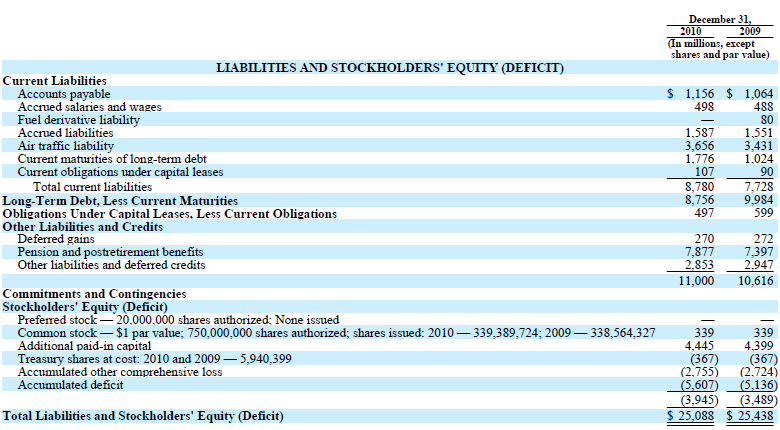 December 31,
2010 2009
(In millions, except
shares and par value)
LIABILITIES AND STOCKHOLDERS' EQUITY (DEFICIT)
Current Liabilities
Accounts payable $ 1,156 $ 1,064
Accrued salaries and wages 498 488
Fuel derivative liability — 80
Accrued liabilities 1,587 1,551
Air traffic liability 3,656 3,431
Current maturities of long-term debt 1,776 1,024
Current obligations under capital leases 107 90
Total current liabilities 8,780 7,728
Long-Term Debt, Less Current Maturities 8,756 9,984
Obligations Under Capital Leases, Less Current Obligations 497 599
Other Liabilities and Credits
Deferred gains 270 272
Pension and postretirement benefits 7,877 7,397
Other liabilities and deferred credits 2,853 2,947
11,000 10,616
Commitments and Contingencies
Stockholders' Equity (Deficit)
Preferred stock — 20,000,000 shares authorized; None issued — —
Common stock — $1 par value; 750,000,000 shares authorized; shares issued: 2010 — 339,389,724; 2009 — 338,564,327 339 339
Additional paid-in capital 4,445 4,399
Treasury shares at cost: 2010 and 2009 — 5,940,399 (367) (367)
Accumulated other comprehensive loss (2,755) (2,724)
Accumulated deficit (5,607) (5,136)
(3,945) (3,489)
Total Liabilities and Stockholders' Equity (Deficit) $ 25,088 $ 25,438